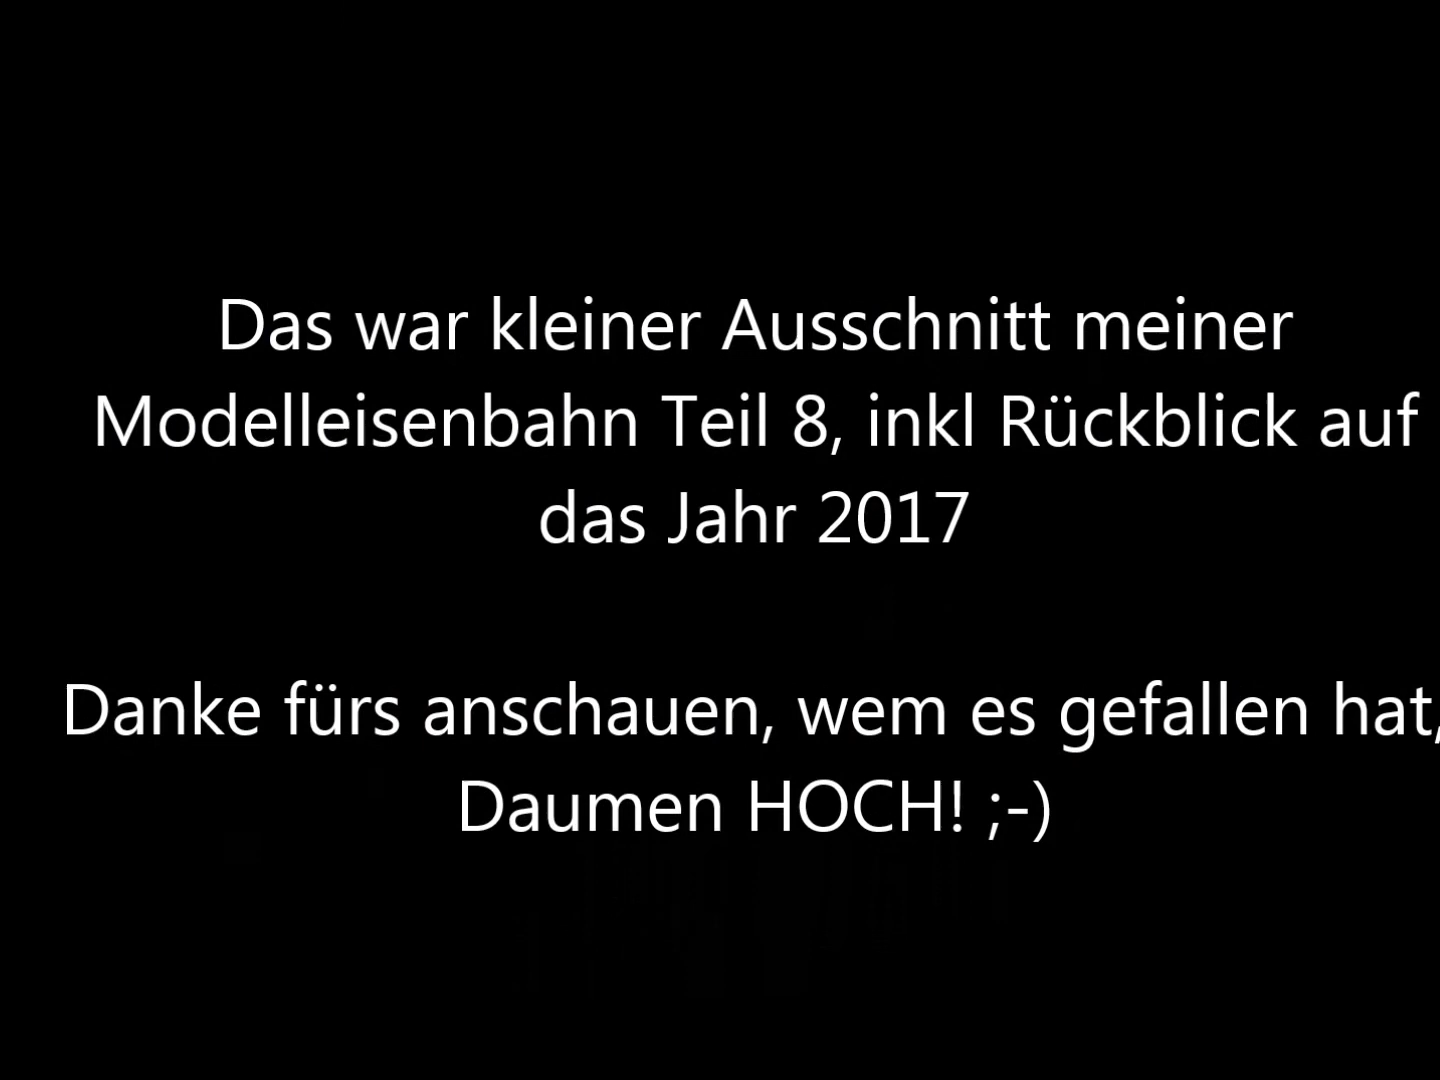 Das war kleiner Ausschnitt meiner
Modelleisenbahn Teil 8, inkl Rückblick auf
das Jahr 2017
Danke fürs anschauen, wem es gefallen hat,
Daumen HOCH! ;-)